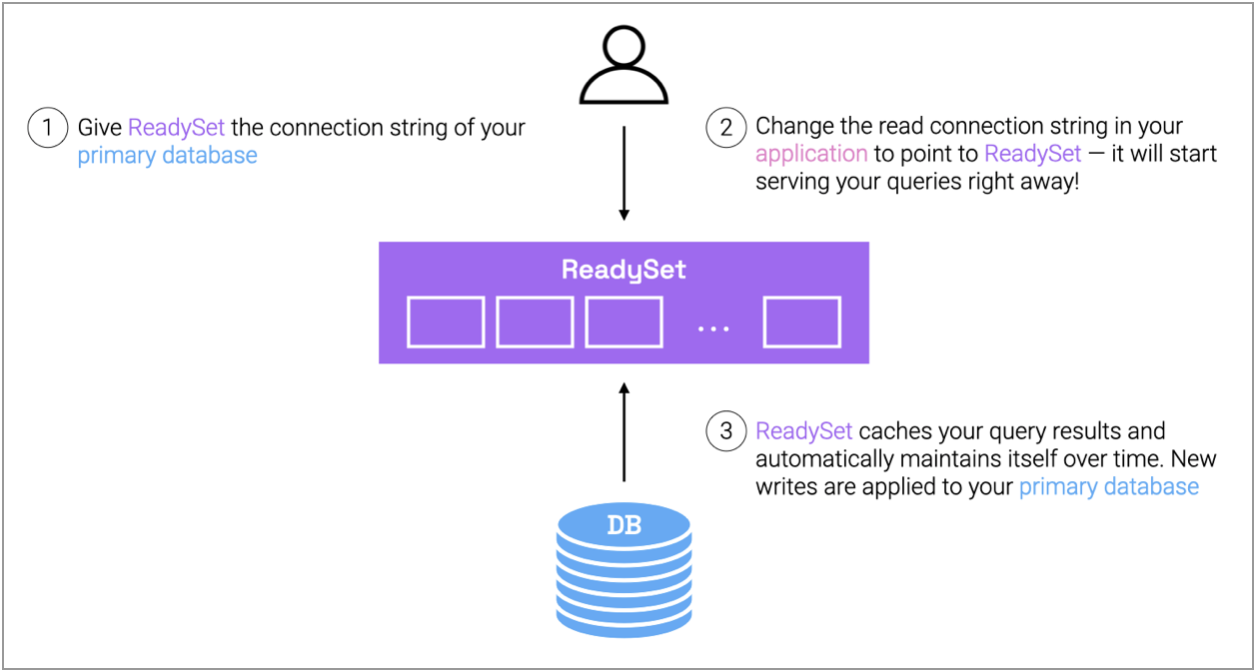 1 Give ReadySet the connection string of your
primary database
2 Change the read connection string in your
application to point to ReadySet — it will start
serving your queries right away!
ReadySet
...
3 ReadySet caches your query results and
automatically maintains itself over time. New
writes are applied to your primary database
DB